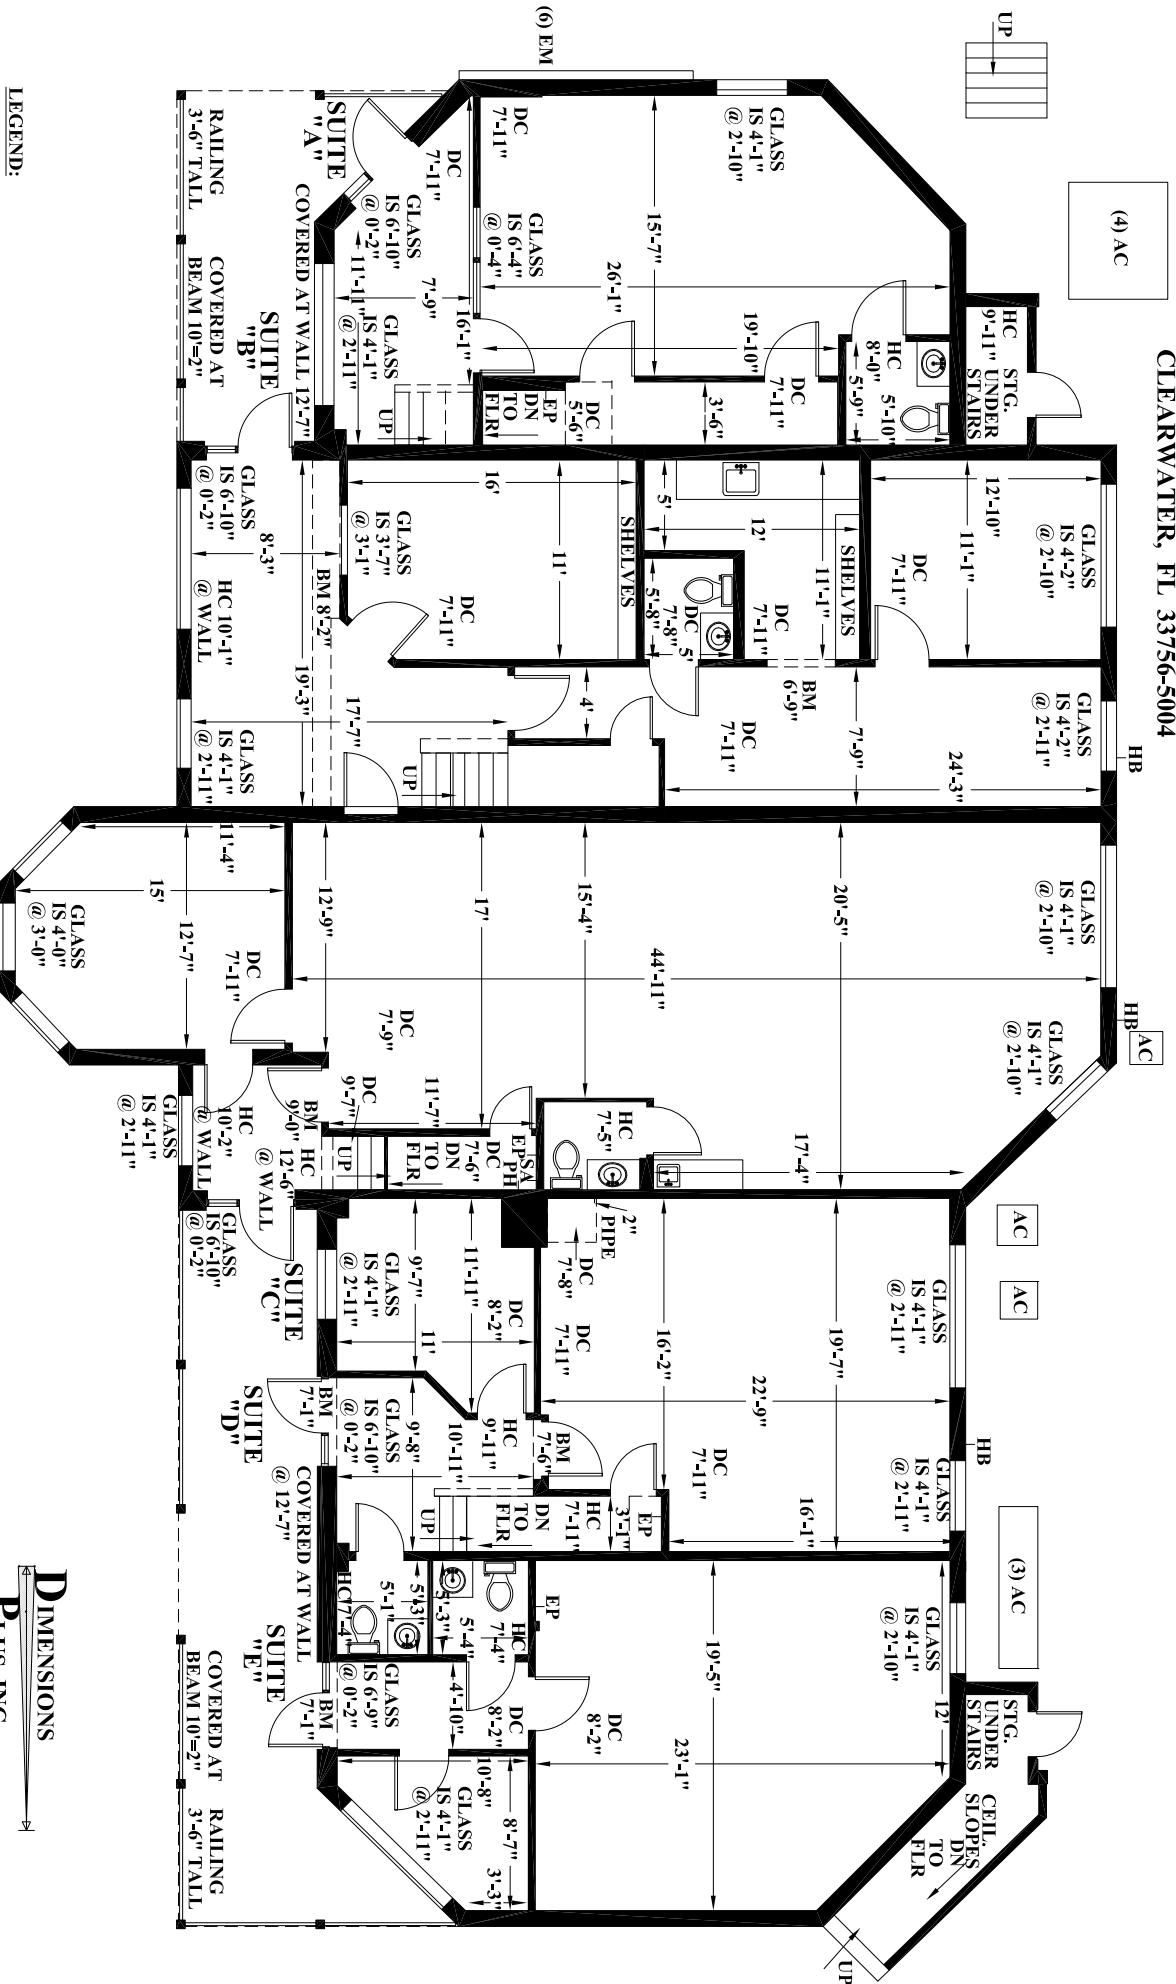 CLEARWATER, FL 33756-5004
UP
(4) AC
HB
HB
AC
AC
AC
HB
(3) AC
UP
(6) EM
GLASS
IS 4'-1"
@ 2'-10"
DC
7'-11"
15'-7"
26'-1"
19'-10"
DC
7'-11"
3'-6"
HC
8'-0"
5'-9"
5'-10"
HC
9'-11"
STG.
UNDER
STAIRS
GLASS
IS 6'-4"
@ 0'-4"
DC
7'-11"
GLASS
IS 6'-10"
@ 0'-2"
11'-11"
7'-9"
16'-1"
GLASS
IS 4'-1"
@ 2'-11"
UP
DN
TO
FLR
EP
DC
5'-6"
SUITE
"A"
RAILING
3'-6" TALL
COVERED AT WALL 12'-7"
COVERED AT
BEAM 10'=2"
SUITE
"B"
GLASS
IS 6'-10"
@ 0'-2"
8'-3"
HC 10'-1"
@ WALL
BM 8'-2"
19'-3"
17'-7"
GLASS
IS 4'-1"
@ 2'-11"
UP
16'
11'
GLASS
IS 3'-7"
@ 3'-1"
DC
7'-11"
SHELVES
5'
12'
11'-1"
SHELVES
DC
7'-11"
DC
7'-8"
5'-8"
5'
12'-10"
11'-1"
GLASS
IS 4'-2"
@ 2'-10"
DC
7'-11"
4'
BM
6'-9"
DC
7'-11"
7'-9"
24'-3"
GLASS
IS 4'-2"
@ 2'-11"
11'-4"
15'
12'-7"
GLASS
IS 4'-0"
@ 3'-0"
DC
7'-11"
12'-9"
17'
15'-4"
20'-5"
44'-11"
GLASS
IS 4'-1"
@ 2'-10"
GLASS
IS 4'-1"
@ 2'-10"
DC
7'-9"
DC
9'-7"
11'-7"
HC
7'-5"
17'-4"
SA
PH
EP
DC
7'-6"
DN
TO
FLR
UP
BM
9'-0"
HC
12'-6"
@ WALL
HC
10'-2"
@ WALL
GLASS
IS 4'-1"
@ 2'-11"
GLASS
IS 6'-10"
@ 0'-2"
SUITE
"C"
9'-7"
11'-11"
GLASS
IS 4'-1"
@ 2'-11"
DC
8'-2"
11'
2"
PIPE
DC
7'-8"
DC
7'-11"
16'-2"
22'-9"
19'-7"
GLASS
IS 4'-1"
@ 2'-11"
GLASS
IS 4'-1"
@ 2'-11"
DC
7'-11"
16'-1"
SUITE
"D"
BM
7'-1"
GLASS
IS 6'-10"
@ 0'-2"
9'-8"
10'-11"
HC
9'-11"
BM
7'-6"
HC
7'-11"
3'-1"
EP
DN
TO
FLR
UP
COVERED AT WALL
@ 12'-7"
HC
7'-4"
5'-1"
5'-3"
5'-3"
5'-4"
HC
7'-4"
EP
SUITE
"E"
BM
7'-1"
GLASS
IS 6'-9"
@ 0'-2"
4'-10"
DC
8'-2"
DC
8'-2"
19'-5"
23'-1"
12'
GLASS
IS 4'-1"
@ 2'-10"
10'-8"
GLASS
IS 4'-1"
@ 2'-11"
8'-7"
3'-3"
STG.
UNDER
STAIRS
CEIL.
SLOPES
DN
TO
FLR
COVERED AT
BEAM 10'=2"
RAILING
3'-6" TALL
LEGEND:
DIMENSIONS
PLUS INC